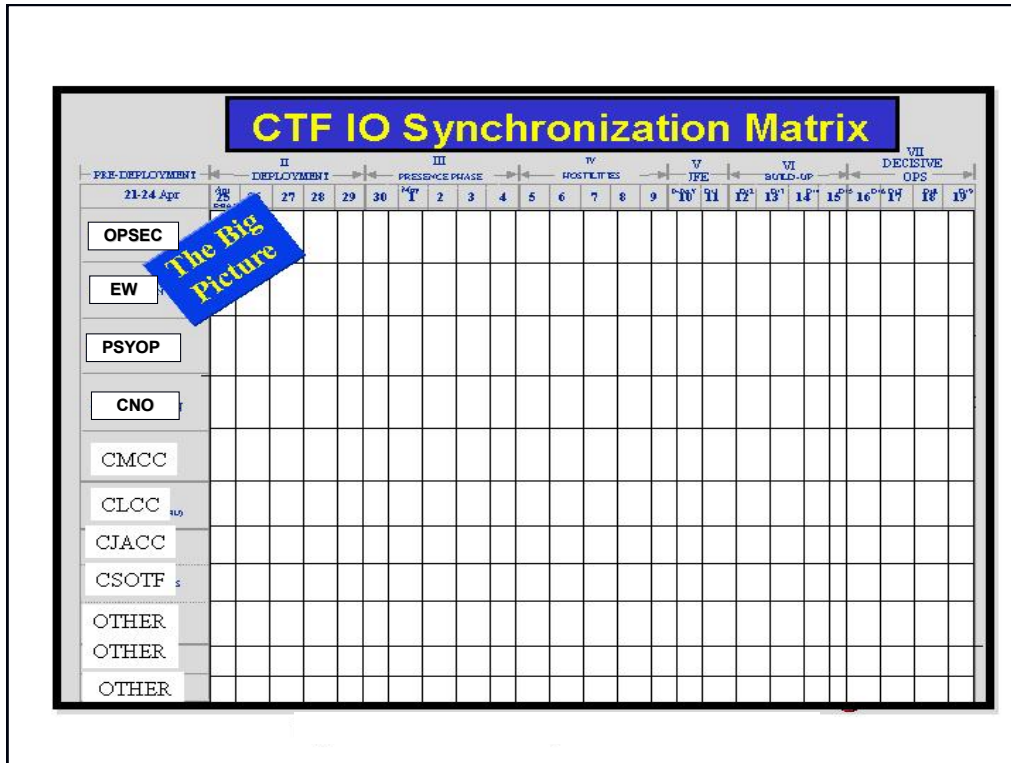 CTF IO Synchronization Matrix
II III IV V VI VII
PRE-DEPLOYMENT DEPLOYMENT PRESENCE PHASE HOSTILITIES JFE BUILD-UP DECISIVE OPS
21-24 Apr 25 27 28 29 30 1 2 3 4 5 6 7 8 9 10 11 12 13 14 15 16 17 18 19
The Big
Picture
OPSEC
EW
PSYOP
CNO
CMCC
CLCC
CJACC
CSOTF
OTHER
OTHER
OTHER